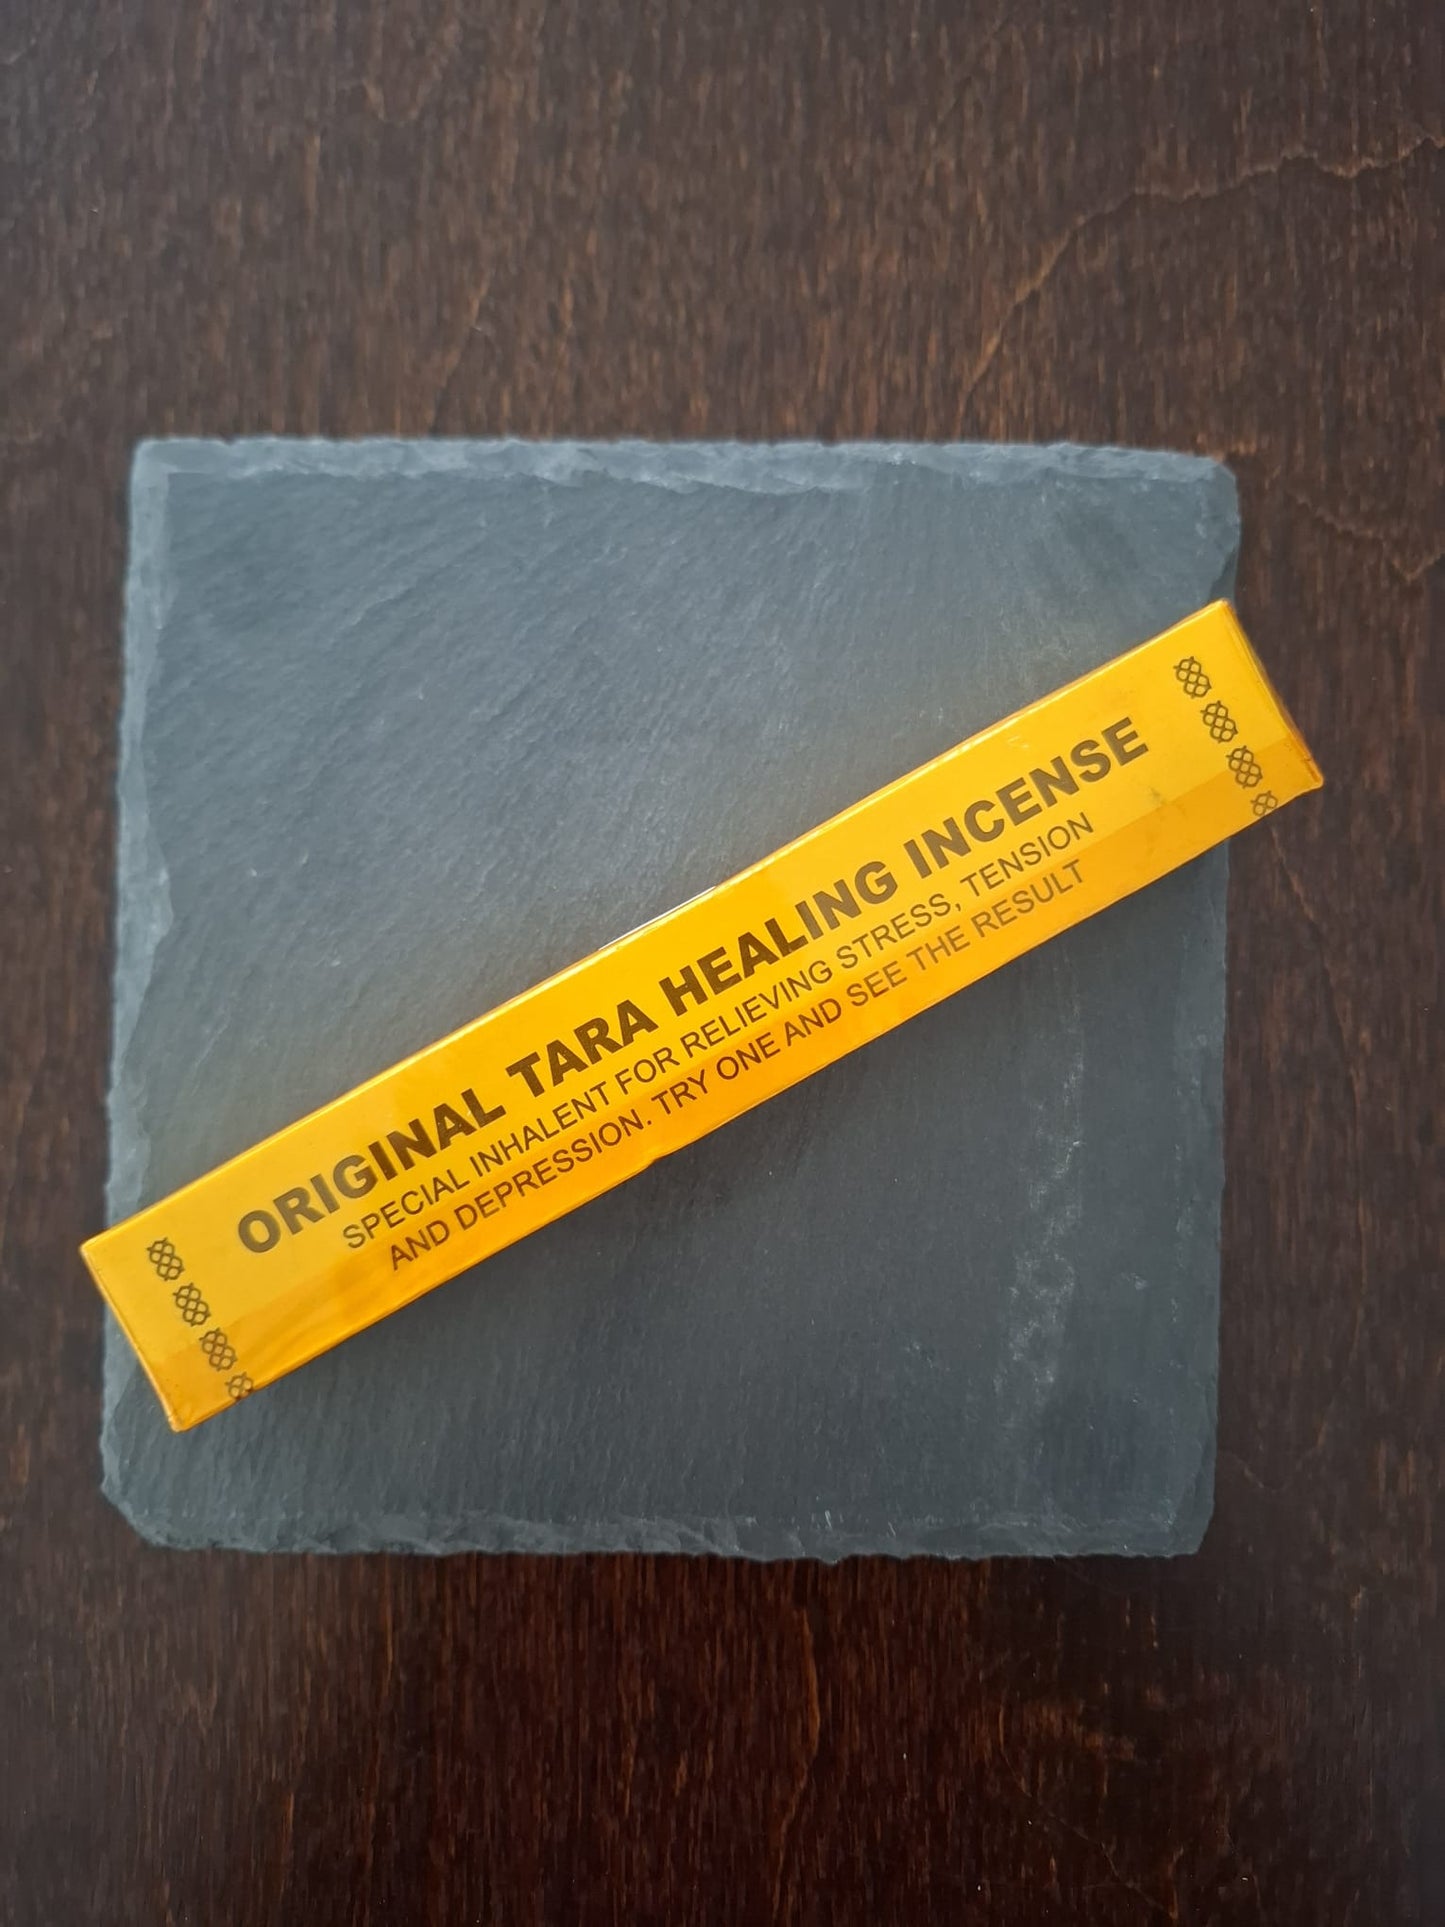 ORIGINAL TARA HEALING INCENSE
SPECIAL INHALENT FOR RELIEVING STRESS, TENSION
AND DEPRESSION. TRY ONE AND SEE THE RESULT